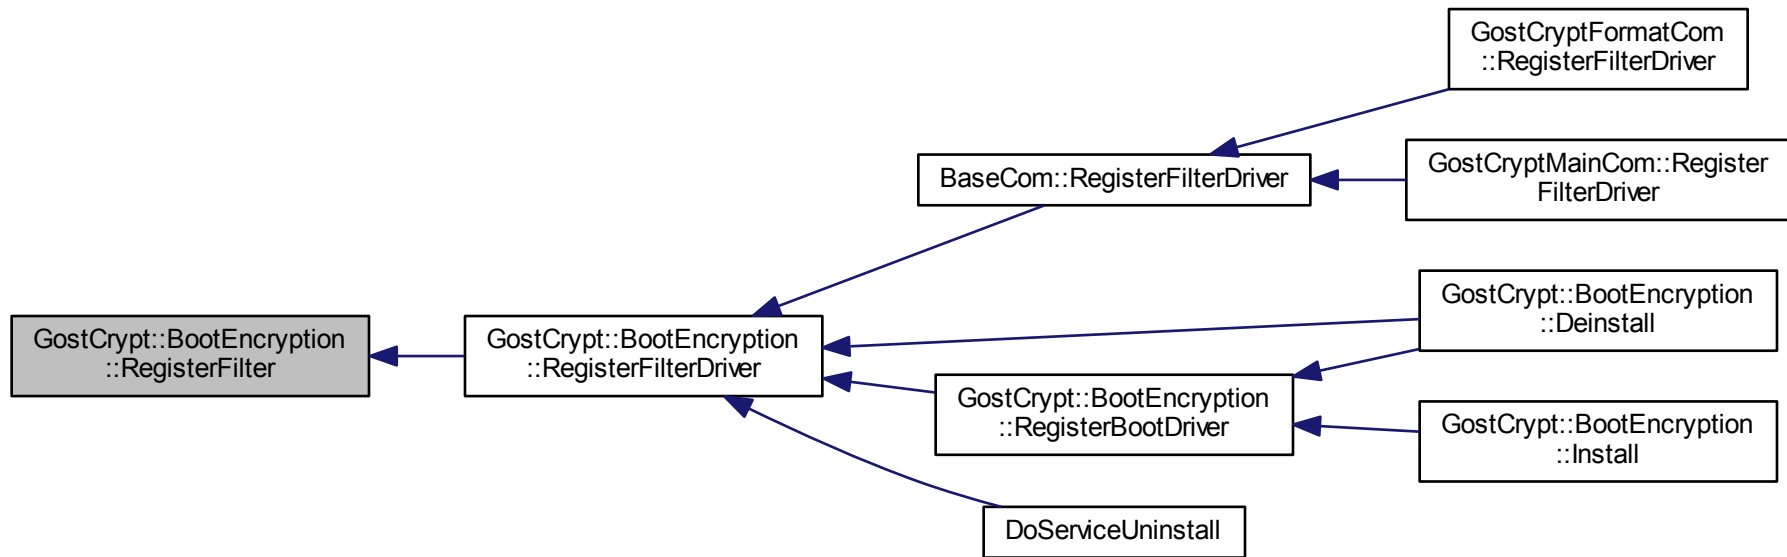 GostCryptFormatCom
::RegisterFilterDriver
BaseCom::RegisterFilterDriver
GostCryptMainCom::Register
FilterDriver
GostCrypt::BootEncryption
::RegisterFilter
GostCrypt::BootEncryption
::RegisterFilterDriver
GostCrypt::BootEncryption
::Deinstall
GostCrypt::BootEncryption
::RegisterBootDriver
GostCrypt::BootEncryption
::Install
DoServiceUninstall